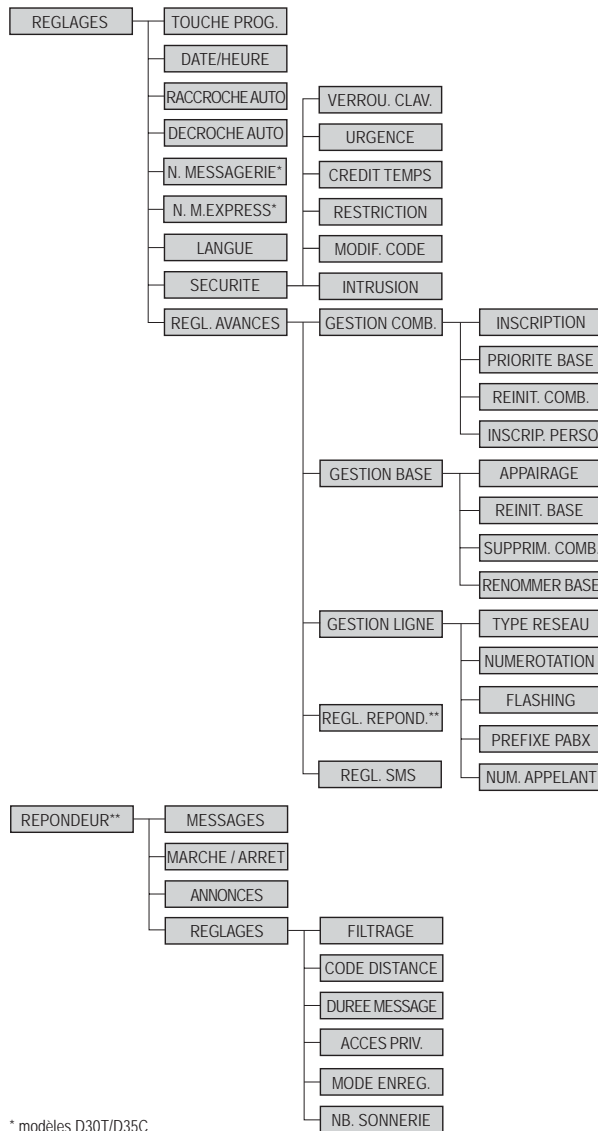 REGLAGES
TOUCHE PROG.
DATE/HEURE
RACCROCHE AUTO
DECROCHE AUTO
N. MESSAGERIE*
N. M.EXPRESS*
LANGUE
SECURITE
VERROU. CLAV.
URGENCE
CREDIT TEMPS
RESTRICTION
MODIF. CODE
INTRUSION
REGL. AVANCES
GESTION COMB.
INSCRIPTION
PRIORITE BASE
REINIT. COMB.
INSCRIP. PERSO
GESTION BASE
APPAIRAGE
REINIT. BASE
SUPPRIM. COMB.
RENOMMER BASE
GESTION LIGNE
TYPE RESEAU
NUMEROTATION
FLASHING
PREFIXE PABX
NUM. APPELANT
REGL. REPOND.**
REGL. SMS
REPONDEUR**
MESSAGES
MARCHE / ARRET
ANNONCES
REGLAGES
FILTRAGE
CODE DISTANCE
DUREE MESSAGE
ACCES PRIV.
MODE ENREG.
NB. SONNERIE
* modèles D30T/D35C